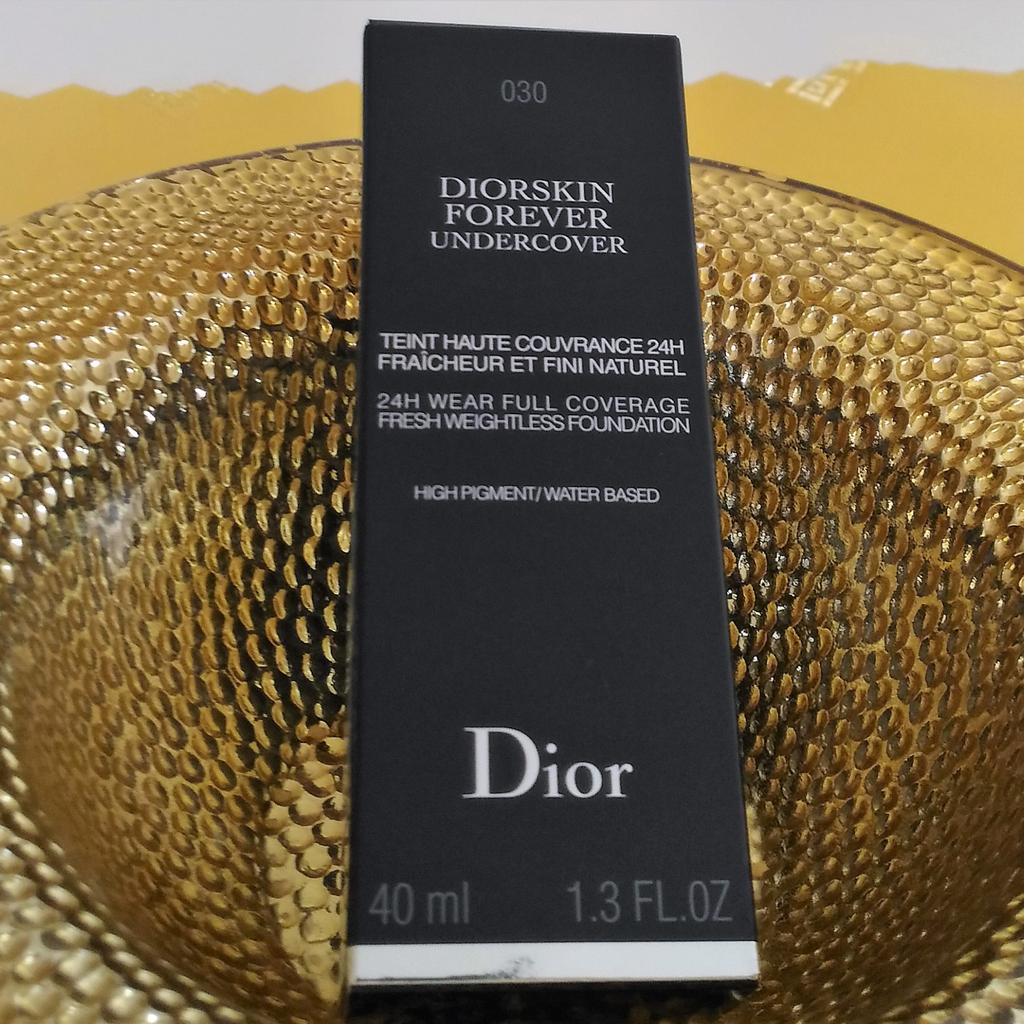 030
DIORSKIN
FOREVER
UNDERCOVER
TEINT HAUTE COUVRANCE 24H
FRAÎCHEUR ET FINI NATUREL
24H WEAR FULL COVERAGE
FRESH WEIGHTLESS FOUNDATION
HIGH PIGMENT/WATER BASED
Dior
40 ml 1.3 FL.OZ